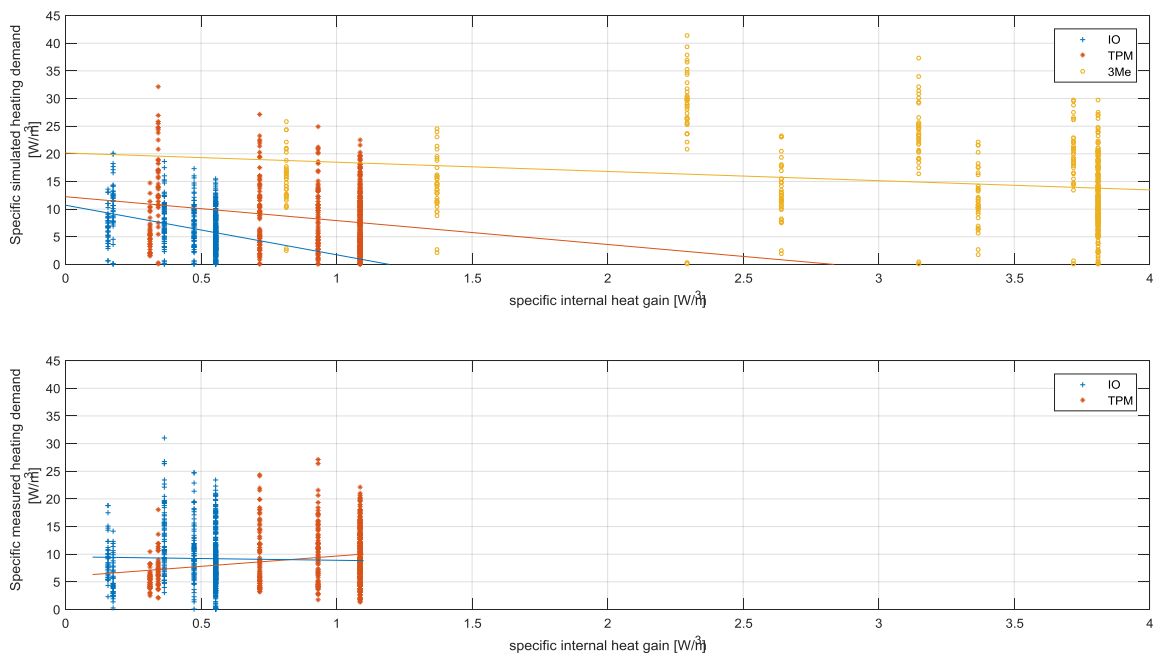 45
40
35
30
25
20
15
10
5
0
Specific simulated heating demand
[W/m³]
IO
TPM
3Me
0 0.5 1 1.5 2 2.5 3 3.5 4
specific internal heat gain [W/m³]
45
40
35
30
25
20
15
10
5
0
Specific measured heating demand
[W/m³]
IO
TPM
0 0.5 1 1.5 2 2.5 3 3.5 4
specific internal heat gain [W/m³]